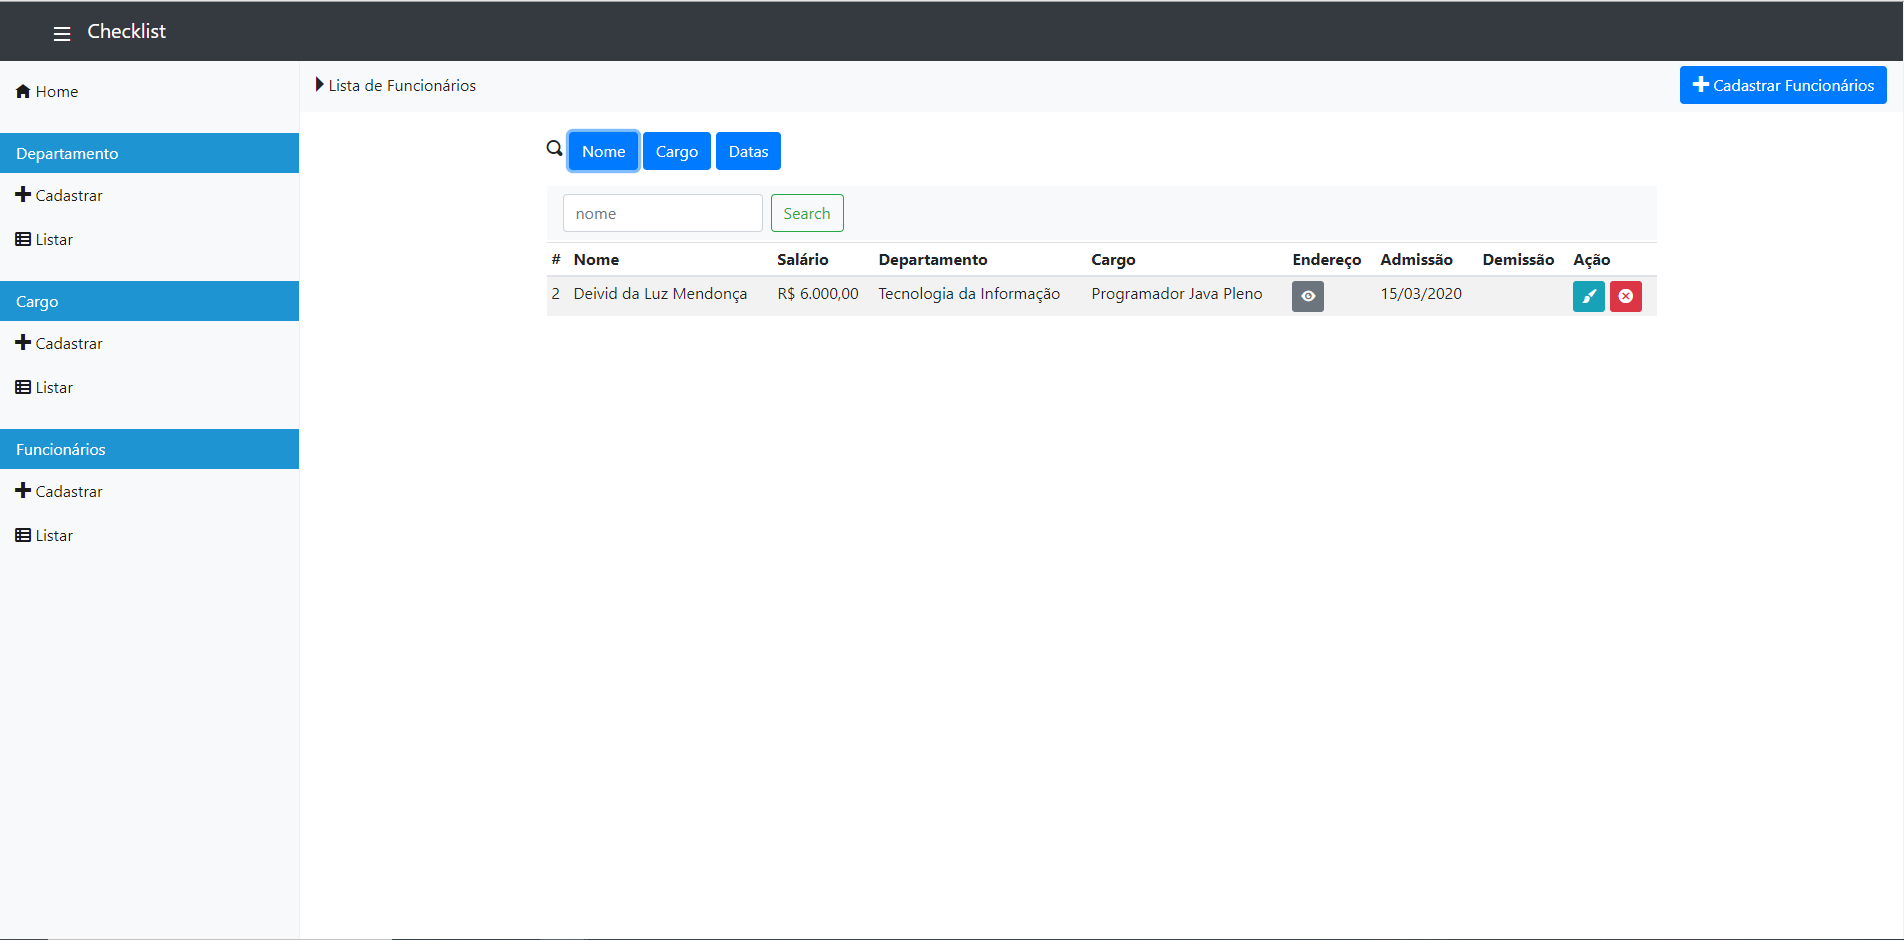 Checklist
Home
Departamento
Cadastrar
Listar
Cargo
Cadastrar
Listar
Funcionários
Cadastrar
Listar
Lista de Funcionários
Cadastrar Funcionários
Nome Cargo Datas
nome Search
# Nome Salário Departamento Cargo Endereço Admissão Demissão Ação
2 Deivid da Luz Mendonça R$ 6.000,00 Tecnologia da Informação Programador Java Pleno 15/03/2020